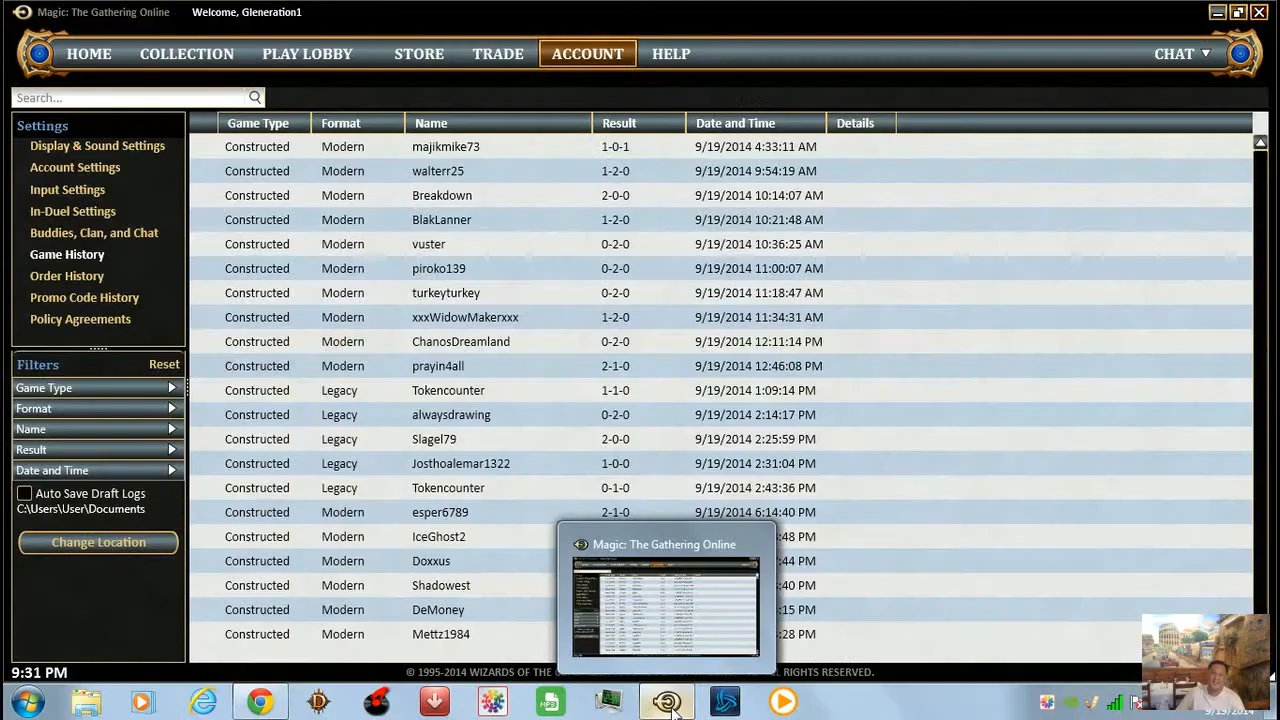 Magic: The Gathering Online Welcome, Gleneration1
HOME COLLECTION PLAY LOBBY STORE TRADE ACCOUNT HELP CHAT
Search...
Settings
Display & Sound Settings
Account Settings
Input Settings
In-Duel Settings
Buddies, Clan, and Chat
Game History
Order History
Promo Code History
Policy Agreements
Filters Reset
Game Type
Format
Name
Result
Date and Time
Auto Save Draft Logs
C:\Users\User\Documents
Change Location
Game Type Format Name Result Date and Time Details
Constructed Modern majikmike73 1-0-1 9/19/2014 4:33:11 AM
Constructed Modern walterr25 1-2-0 9/19/2014 9:54:19 AM
Constructed Modern Breakdown 2-0-0 9/19/2014 10:14:07 AM
Constructed Modern BlakLanner 1-2-0 9/19/2014 10:21:48 AM
Constructed Modern vuster 0-2-0 9/19/2014 10:36:25 AM
Constructed Modern piroko139 0-2-0 9/19/2014 11:00:07 AM
Constructed Modern turkeyturkey 0-2-0 9/19/2014 11:18:47 AM
Constructed Modern xxxWidowMakerxxx 1-2-0 9/19/2014 11:34:31 AM
Constructed Modern ChanosDreamland 0-2-0 9/19/2014 12:11:14 PM
Constructed Modern prayin4all 2-1-0 9/19/2014 12:46:08 PM
Constructed Legacy Tokencounter 1-1-0 9/19/2014 1:09:14 PM
Constructed Legacy alwaysdrawing 0-2-0 9/19/2014 2:14:17 PM
Constructed Legacy Slagel79 2-0-0 9/19/2014 2:25:59 PM
Constructed Legacy Josthoalemar1322 1-0-0 9/19/2014 2:31:04 PM
Constructed Legacy Tokencounter 0-1-0 9/19/2014 2:43:36 PM
Constructed Modern esper6789 2-1-0 9/19/2014 6:14:40 PM
Constructed Modern IceGhost2 :48 PM
Constructed Modern Doxxus :44 PM
Constructed Modern Shadowest :40 PM
Constructed Modern DeMoney :15 PM
Constructed Modern Mettz1984 :28 PM
Magic: The Gathering Online
9:31 PM © 1995-2014 WIZARDS OF THE RIGHTS RESERVED.
MP3